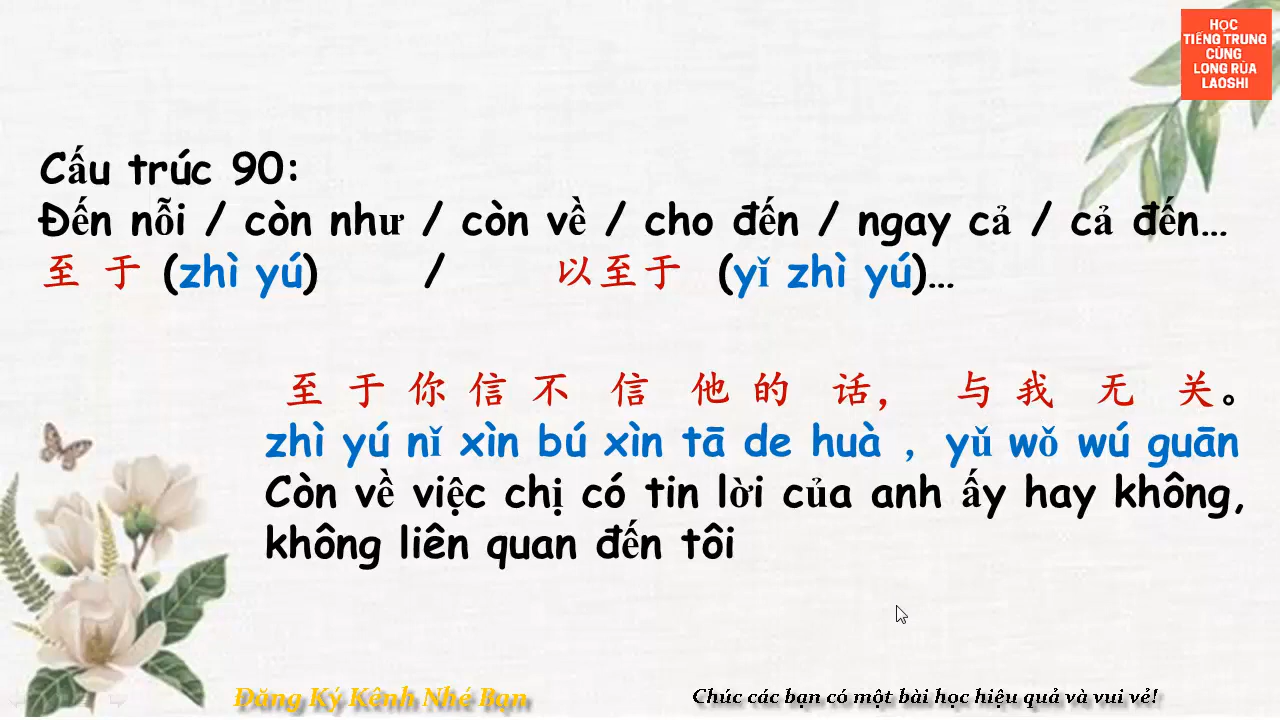 HỌC
TIẾNG TRUNG
CÙNG
LONG RÙA
LAOSHI
Cấu trúc 90:
Đến nỗi / còn như / còn về / cho đến / ngay cả / cả đến...
至 于 (zhì yú) / 以至于 (yǐ zhì yú)...
至 于 你 信 不 信 他 的 话， 与 我 无 关。
zhì yú nǐ xìn bú xìn tā de huà , yǔ wǒ wú guān
Còn về việc chị có tin lời của anh ấy hay không,
không liên quan đến tôi
Đăng Ký Kênh Nhé Bạn
Chúc các bạn có một bài học hiệu quả và vui vẻ!